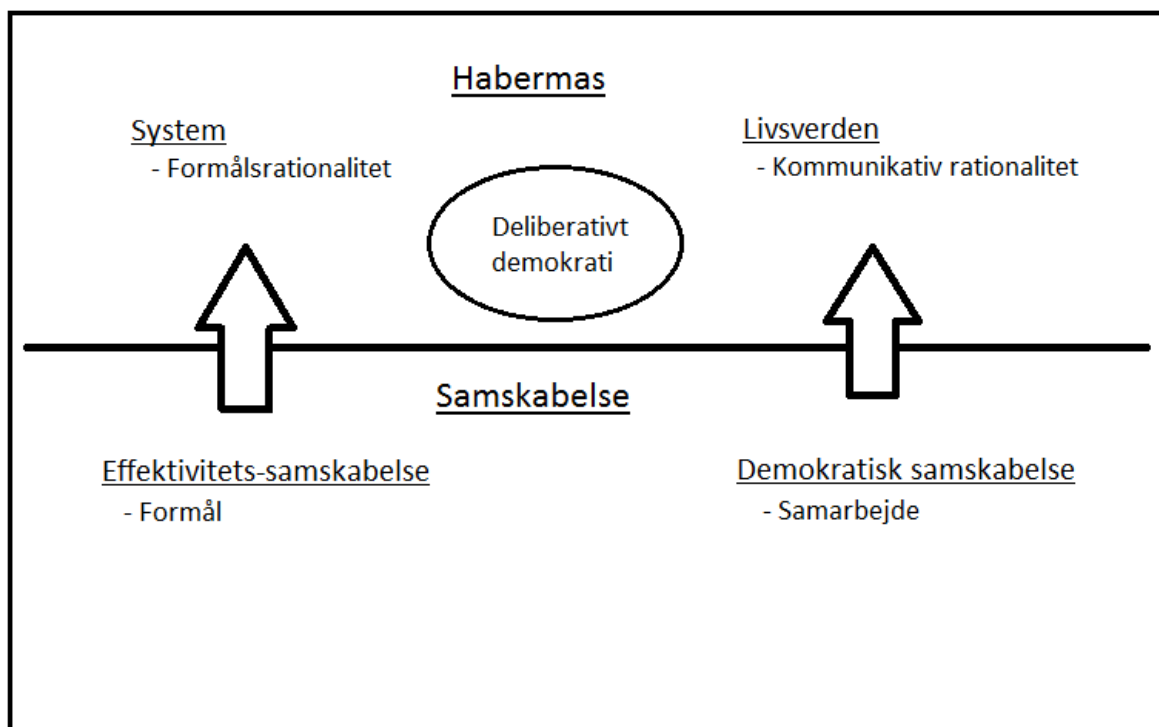 Habermas
System
- Formålsrationalitet
Livsverden
- Kommunikativ rationalitet
Deliberativt
demokrati
Samskabelse
Effektivitets-samskabelse
- Formål
Demokratisk samskabelse
- Samarbejde